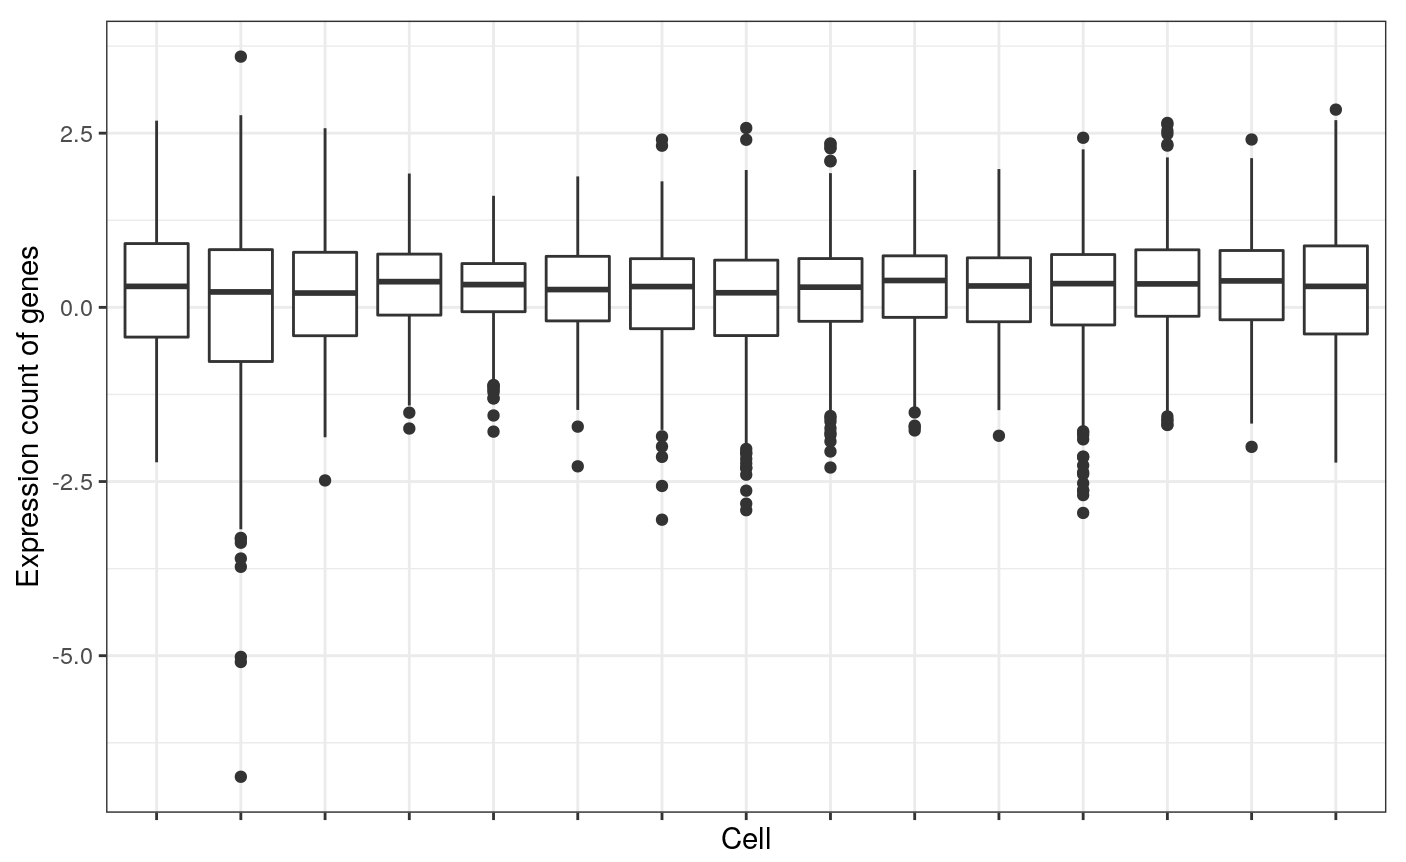 Expression count of genes
2.5
0.0
-2.5
-5.0
Cell